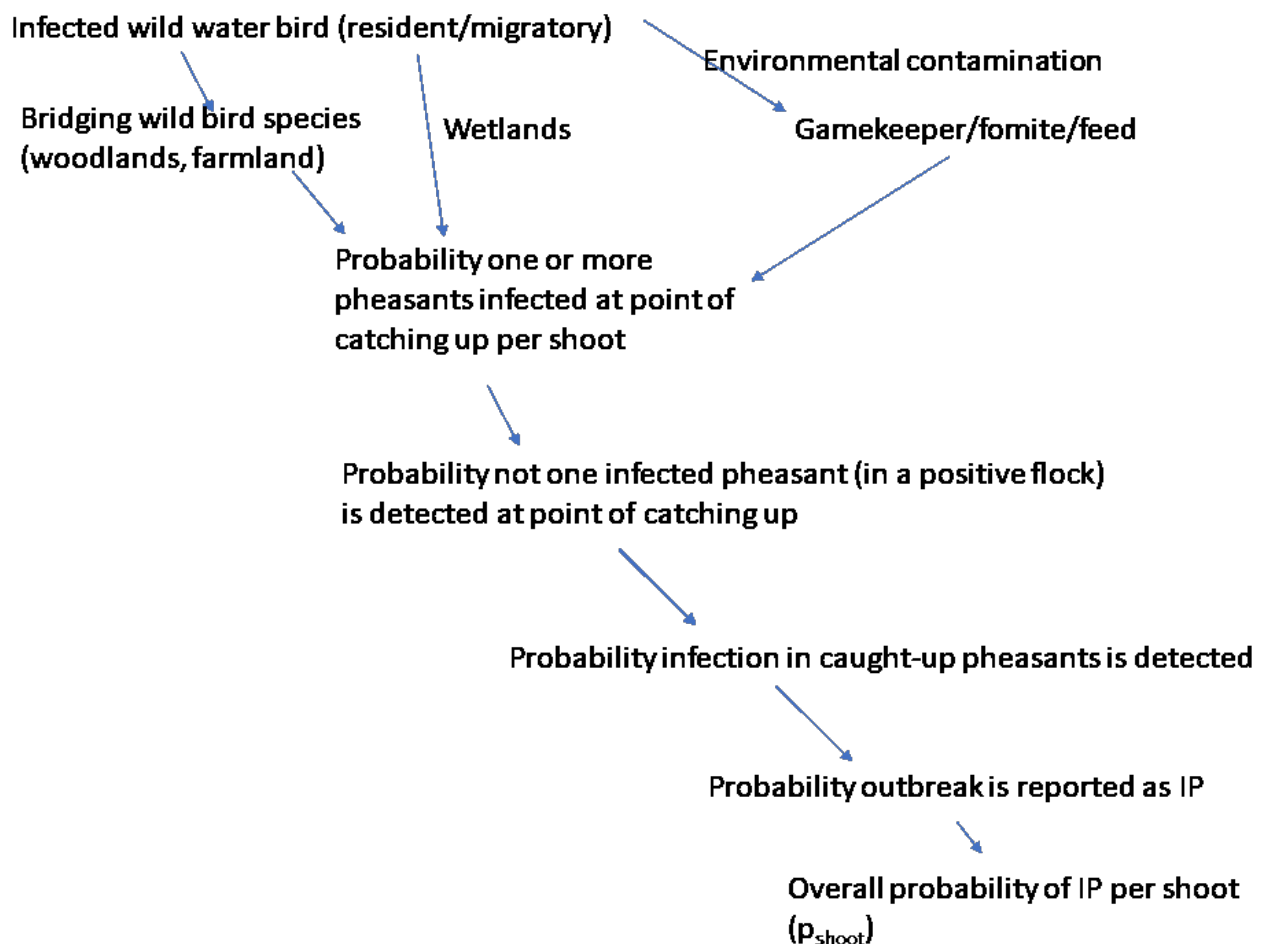 Infected wild water bird (resident/migratory)
Environmental contamination
Bridging wild bird species
(woodlands, farmland)
Wetlands
Gamekeeper/fomite/feed
Probability one or more
pheasants infected at point of
catching up per shoot
Probability not one infected pheasant (in a positive flock)
is detected at point of catching up
Probability infection in caught-up pheasants is detected
Probability outbreak is reported as IP
Overall probability of IP per shoot
(pshoot)